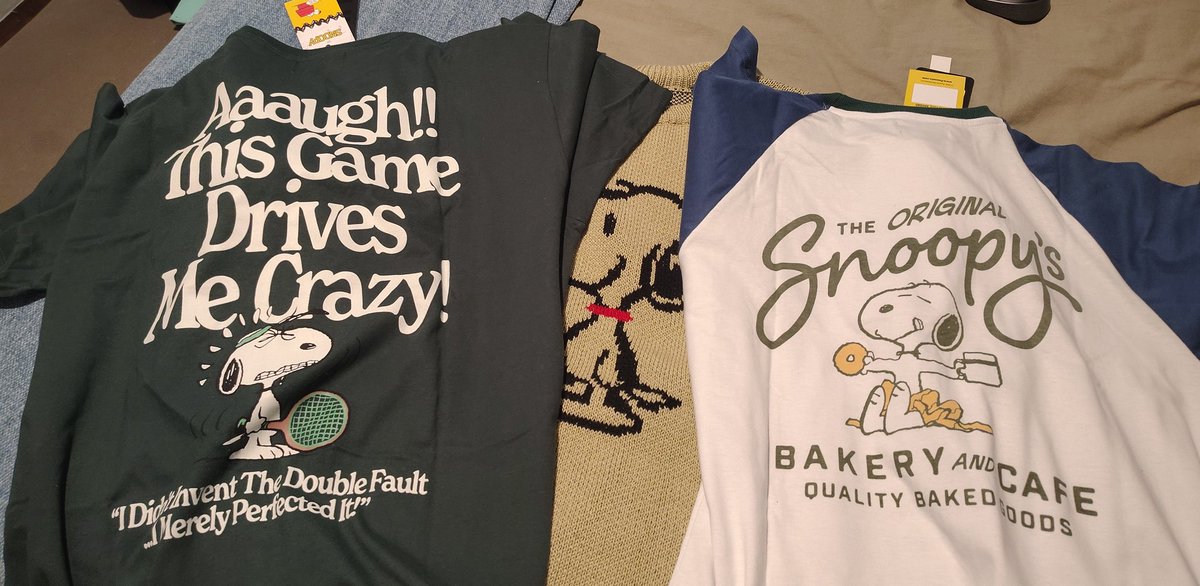 Aaaugh!!
This Game
Drives
Me Crazy!
"I Didn't Invent The Double Fault
...I Merely Perfected It!"
THE ORIGINAL
Snoopy's
BAKERY AND CAFE
QUALITY BAKED GOODS